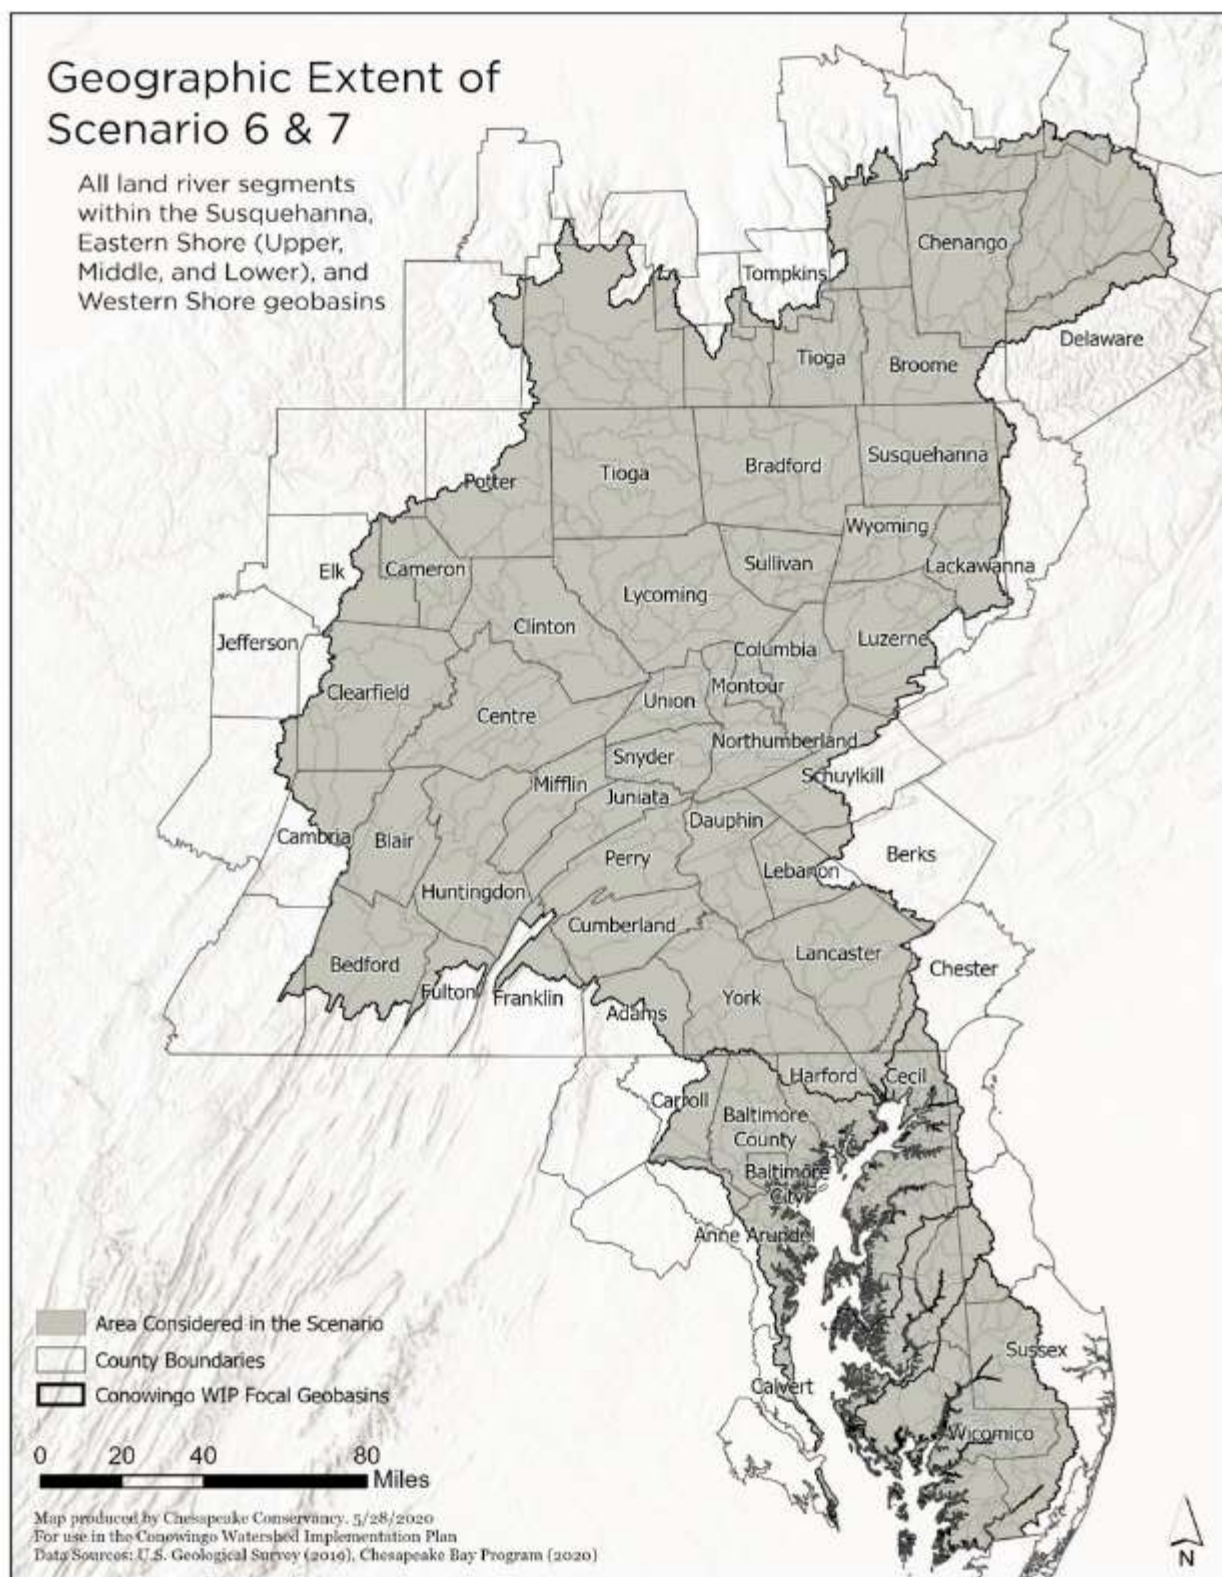 Geographic Extent of
Scenario 6 & 7
All land river segments
within the Susquehanna,
Eastern Shore (Upper,
Middle, and Lower), and
Western Shore geobasins
Chenango
Tompkins
Delaware
Tioga
Broome
Susquehanna
Bradford
Tioga
Potter
Wyoming
Sullivan
Lackawanna
Elk
Cameron
Lycoming
Clinton
Jefferson
Luzerne
Columbia
Montour
Clearfield
Union
Centre
Northumberland
Snyder
Schuylkill
Mifflin
Juniata
Dauphin
Cambria
Blair
Berks
Perry
Lebanon
Huntingdon
Cumberland
Lancaster
Bedford
Chester
Fulton
Franklin
York
Adams
Harford
Cecil
Carroll
Baltimore
County
Baltimore
City
Anne Arundel
Sussex
Calvert
Wicomico
Area Considered in the Scenario
County Boundaries
Conowingo WIP Focal Geobasins
0 20 40 80
Miles
Map produced by Chesapeake Conservancy. 5/28/2020
For use in the Conowingo Watershed Implementation Plan
Data Sources: U.S. Geological Survey (2019), Chesapeake Bay Program (2020)
N